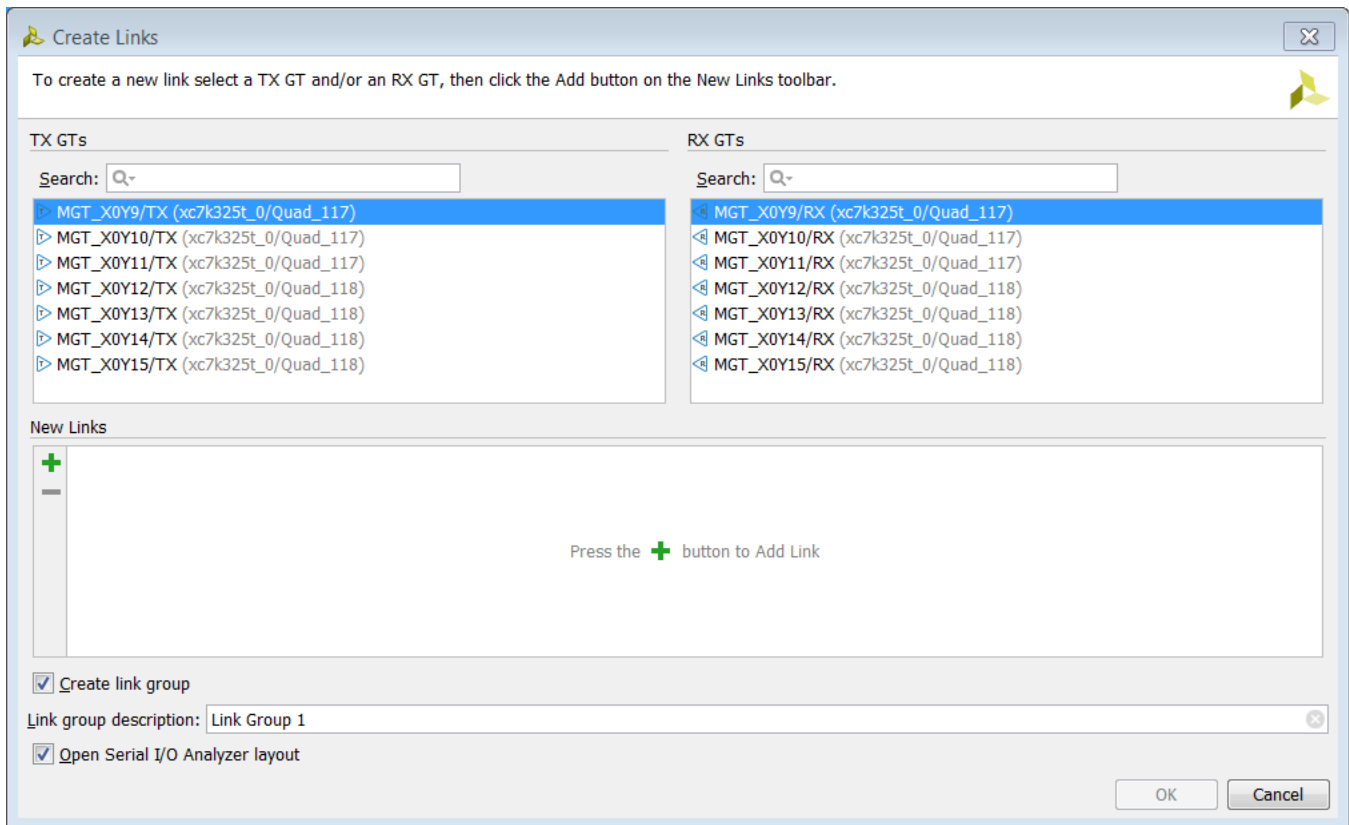 Create Links
To create a new link select a TX GT and/or an RX GT, then click the Add button on the New Links toolbar.
TX GTs
Search:
MGT_X0Y9/TX (xc7k325t_0/Quad_117)
MGT_X0Y10/TX (xc7k325t_0/Quad_117)
MGT_X0Y11/TX (xc7k325t_0/Quad_117)
MGT_X0Y12/TX (xc7k325t_0/Quad_118)
MGT_X0Y13/TX (xc7k325t_0/Quad_118)
MGT_X0Y14/TX (xc7k325t_0/Quad_118)
MGT_X0Y15/TX (xc7k325t_0/Quad_118)
RX GTs
Search:
MGT_X0Y9/RX (xc7k325t_0/Quad_117)
MGT_X0Y10/RX (xc7k325t_0/Quad_117)
MGT_X0Y11/RX (xc7k325t_0/Quad_117)
MGT_X0Y12/RX (xc7k325t_0/Quad_118)
MGT_X0Y13/RX (xc7k325t_0/Quad_118)
MGT_X0Y14/RX (xc7k325t_0/Quad_118)
MGT_X0Y15/RX (xc7k325t_0/Quad_118)
New Links
Press the + button to Add Link
Create link group
Link group description: Link Group 1
Open Serial I/O Analyzer layout
OK Cancel